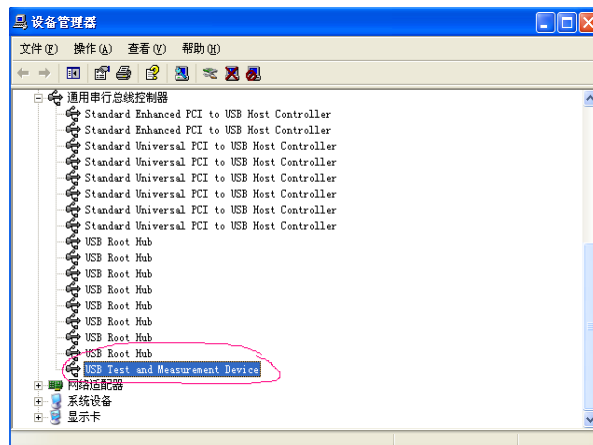 设备管理器
文件(F) 操作(A) 查看(V) 帮助(H)
通用串行总线控制器
Standard Enhanced PCI to USB Host Controller
Standard Enhanced PCI to USB Host Controller
Standard Universal PCI to USB Host Controller
Standard Universal PCI to USB Host Controller
Standard Universal PCI to USB Host Controller
Standard Universal PCI to USB Host Controller
Standard Universal PCI to USB Host Controller
Standard Universal PCI to USB Host Controller
USB Root Hub
USB Root Hub
USB Root Hub
USB Root Hub
USB Root Hub
USB Root Hub
USB Root Hub
USB Root Hub
USB Test and Measurement Device
网络适配器
系统设备
显示卡